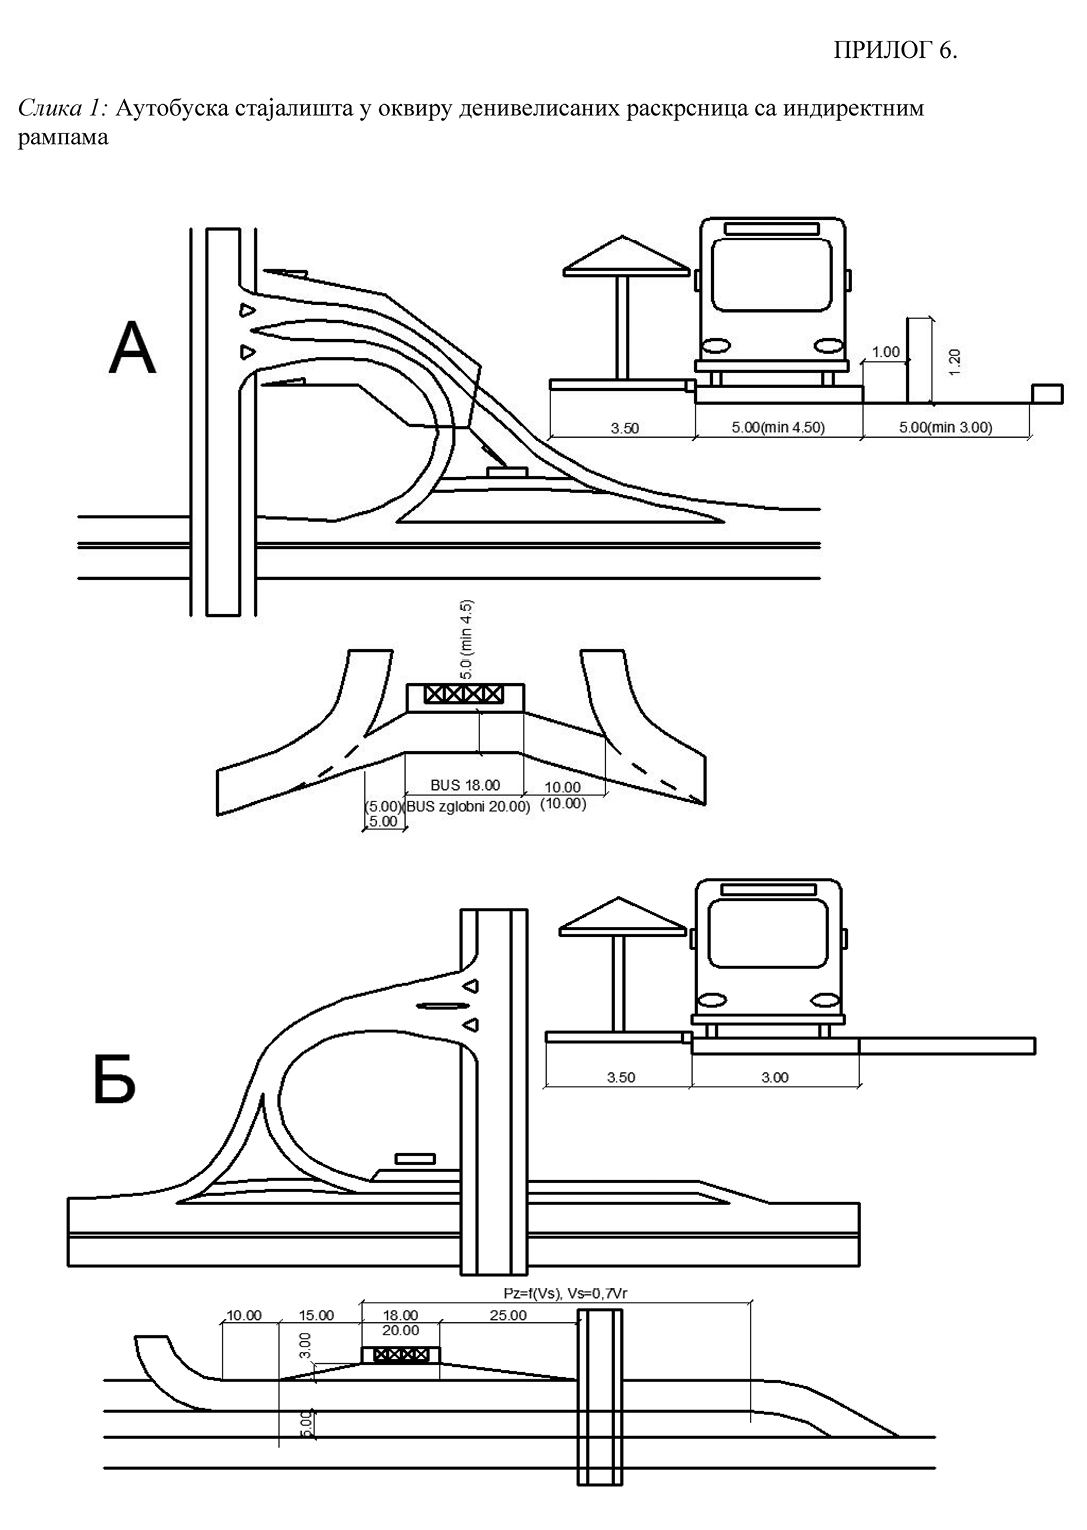 ПРИЛОГ 6.
Слика 1: Аутобуска стајалишта у оквиру денивелисаних раскрсница са индиректним
рампама
А
1.00
1.20
3.50
5.00(min 4.50)
5.00(min 3.00)
5.0 (min 4.5)
BUS 18.00
10.00
(5.00)(BUS zglobni 20.00)
(10.00)
5.00
Б
3.50
3.00
Pz=f(Vs), Vs=0,7Vr
10.00
15.00
18.00
25.00
20.00
3.00
5.00